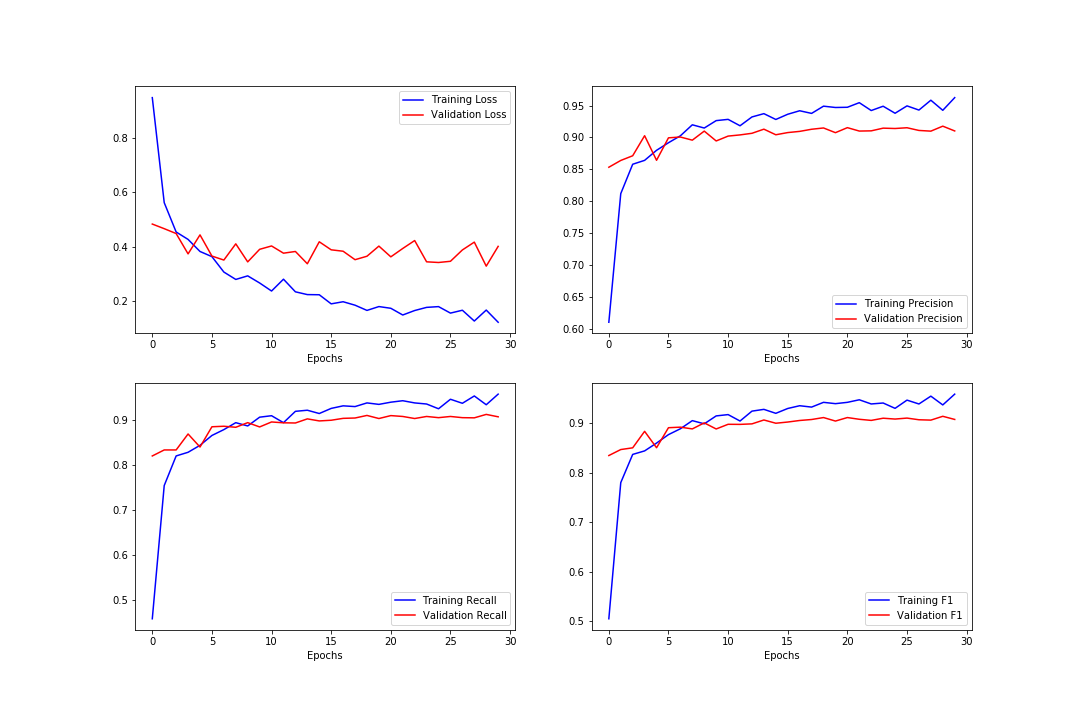 Training Loss
Validation Loss
0.8
0.6
0.4
0.2
0 5 10 15 20 25 30
Epochs
0.95
0.90
0.85
0.80
0.75
0.70
0.65
0.60
Training Precision
Validation Precision
0 5 10 15 20 25 30
Epochs
0.9
0.8
0.7
0.6
0.5
Training Recall
Validation Recall
0 5 10 15 20 25 30
Epochs
0.9
0.8
0.7
0.6
0.5
Training F1
Validation F1
0 5 10 15 20 25 30
Epochs